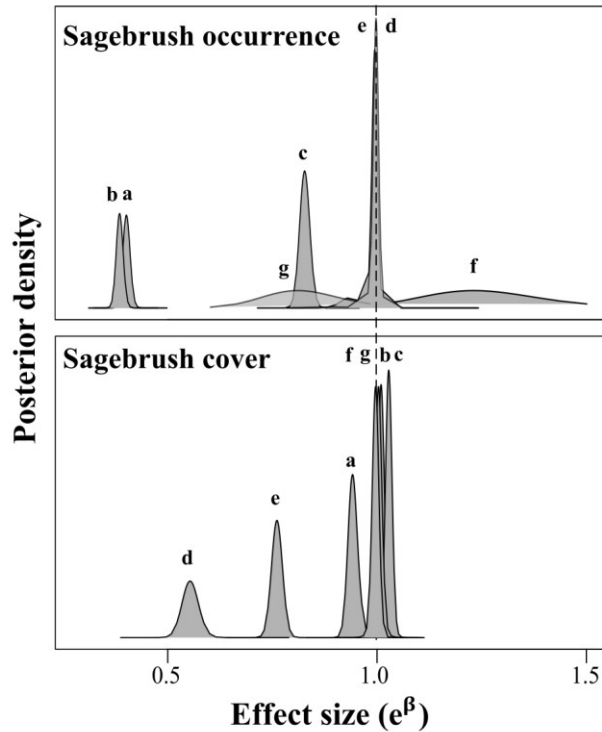 Sagebrush occurrence
e d
c
b a
g
f
Sagebrush cover
f g b c
a
e
d
Posterior density
0.5 1.0 1.5
Effect size (e^β)